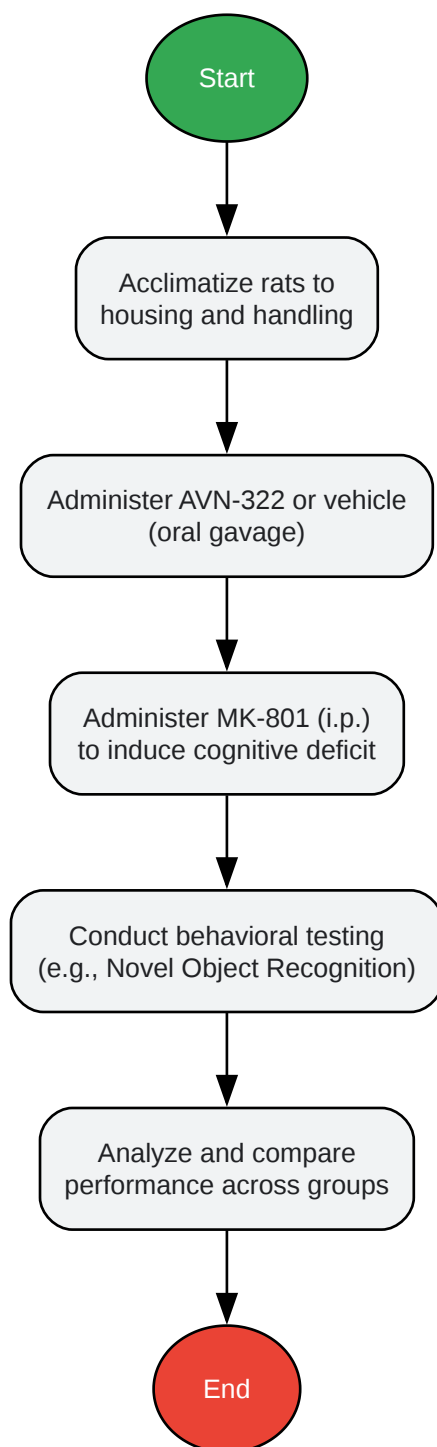 Start
Acclimatize rats to
housing and handling
Administer AVN-322 or vehicle
(oral gavage)
Administer MK-801 (i.p.)
to induce cognitive deficit
Conduct behavioral testing
(e.g., Novel Object Recognition)
Analyze and compare
performance across groups
End